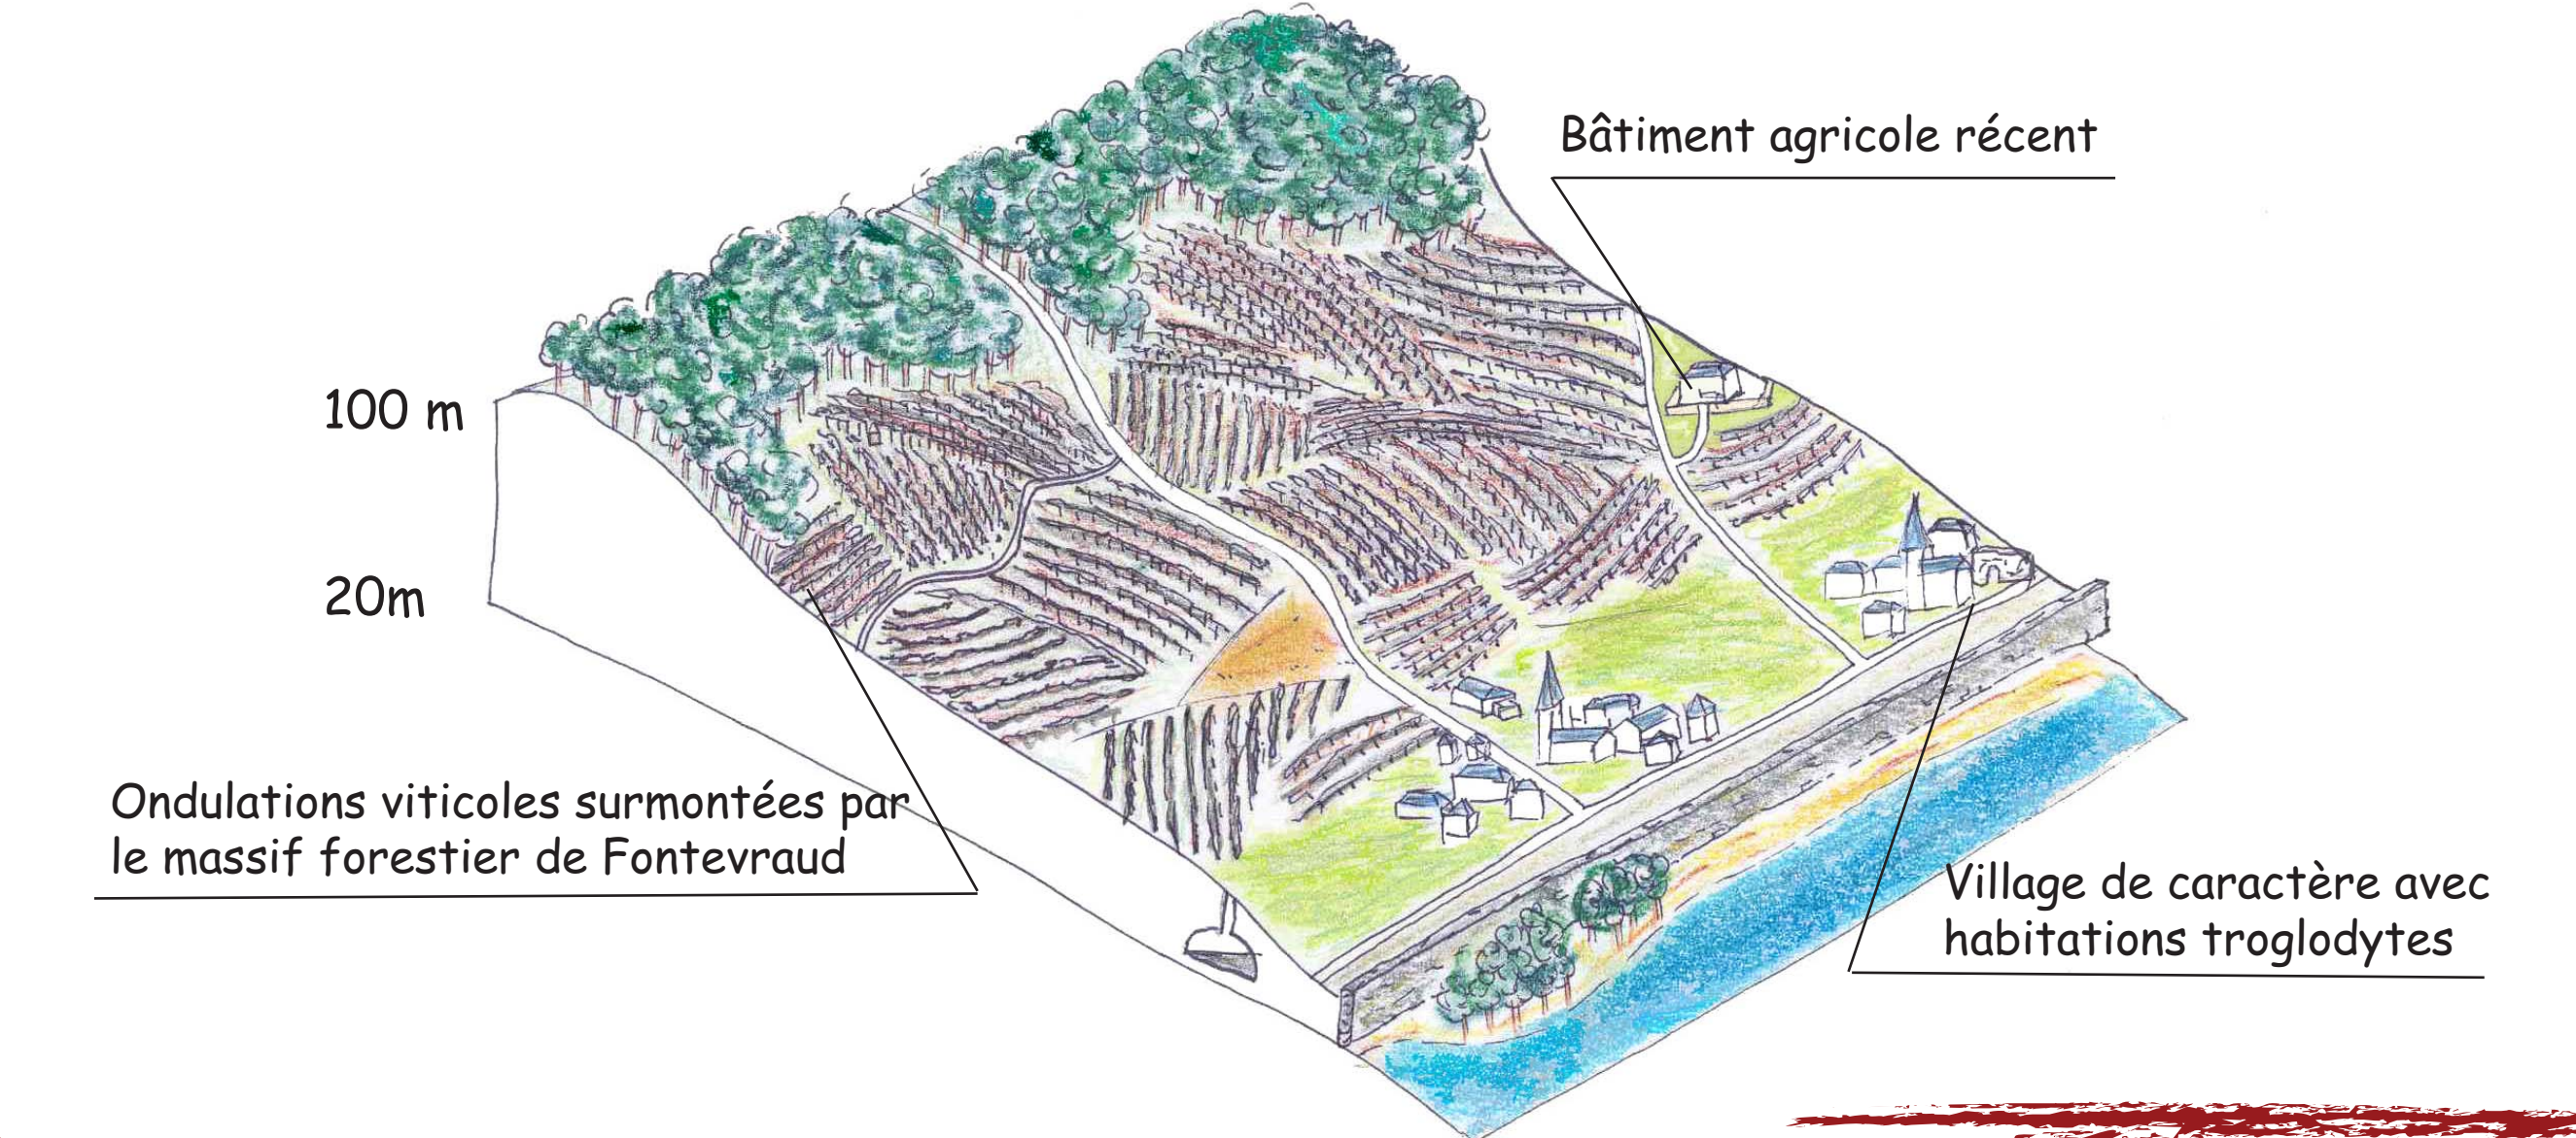 Bâtiment agricole récent
100 m
20m
Ondulations viticoles surmontées par
le massif forestier de Fontevraud
Village de caractère avec
habitations troglodytes